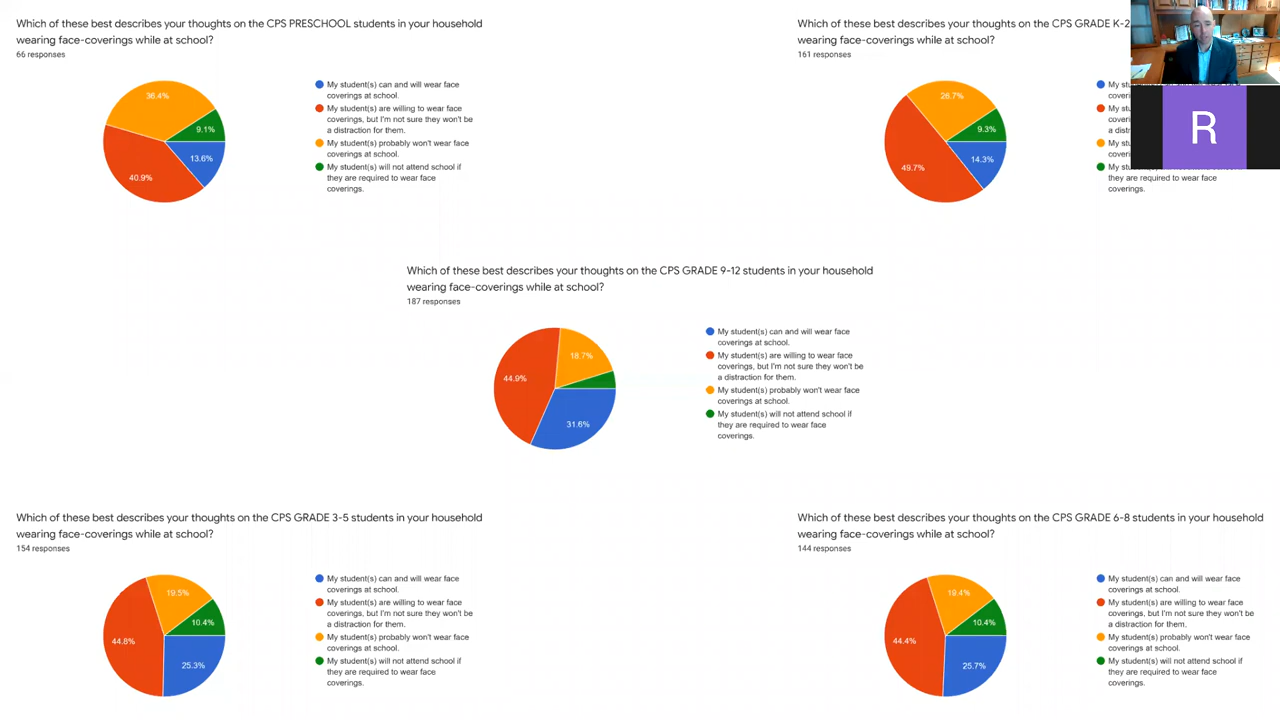 Which of these best describes your thoughts on the CPS PRESCHOOL students in your household
wearing face-coverings while at school?
66 responses
36.4%
9.1%
13.6%
40.9%
My student(s) can and will wear face
coverings at school.
My student(s) are willing to wear face
coverings, but I'm not sure they won't be
a distraction for them.
My student(s) probably won't wear face
coverings at school.
My student(s) will not attend school if
they are required to wear face
coverings.
Which of these best describes your thoughts on the CPS GRADE K-2
wearing face-coverings while at school?
161 responses
26.7%
9.3%
14.3%
49.7%
R
they are required to wear face
coverings.
Which of these best describes your thoughts on the CPS GRADE 9-12 students in your household
wearing face-coverings while at school?
187 responses
18.7%
44.9%
31.6%
My student(s) can and will wear face
coverings at school.
My student(s) are willing to wear face
coverings, but I'm not sure they won't be
a distraction for them.
My student(s) probably won't wear face
coverings at school.
My student(s) will not attend school if
they are required to wear face
coverings.
Which of these best describes your thoughts on the CPS GRADE 3-5 students in your household
wearing face-coverings while at school?
154 responses
19.5%
10.4%
44.8%
25.3%
My student(s) can and will wear face
coverings at school.
My student(s) are willing to wear face
coverings, but I'm not sure they won't be
a distraction for them.
My student(s) probably won't wear face
coverings at school.
My student(s) will not attend school if
they are required to wear face
coverings.
Which of these best describes your thoughts on the CPS GRADE 6-8 students in your household
wearing face-coverings while at school?
144 responses
19.4%
10.4%
44.4%
25.7%
My student(s) can and will wear face
coverings at school.
My student(s) are willing to wear face
coverings, but I'm not sure they won't be
a distraction for them.
My student(s) probably won't wear face
coverings at school.
My student(s) will not attend school if
they are required to wear face
coverings.